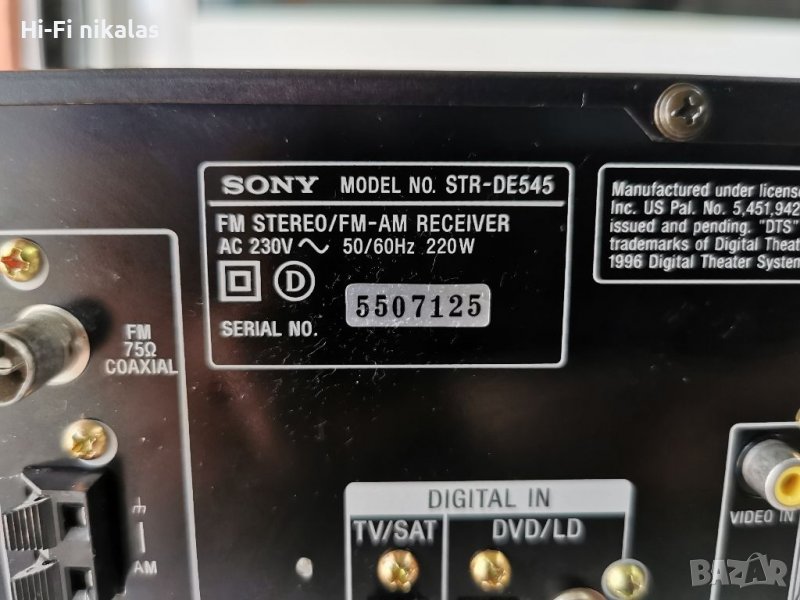 Hi-Fi nikalas
SONY MODEL NO. STR-DE545
FM STEREO/FM-AM RECEIVER
AC 230V ~ 50/60Hz 220W
D
SERIAL NO. 5507125
Manufactured under license
Inc. US Pat. No. 5,451,942
issued and pending. "DTS"
trademarks of Digital Theat
1996 Digital Theater System
FM
75Ω
COAXIAL
AM
DIGITAL IN
TV/SAT DVD/LD
VIDEO IN
BAZAR